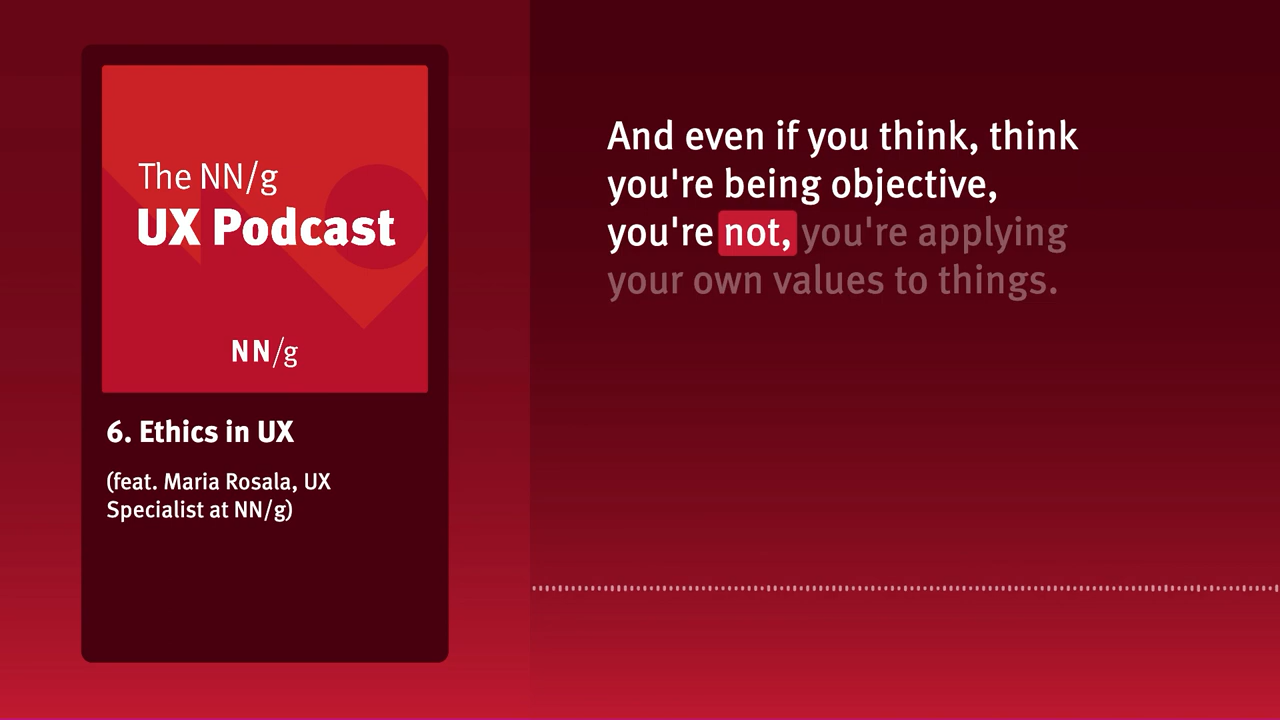 The NN/g
UX Podcast
NN/g
6. Ethics in UX
(feat. Maria Rosala, UX
Specialist at NN/g)
And even if you think, think
you're being objective,
you're not, you're applying
your own values to things.